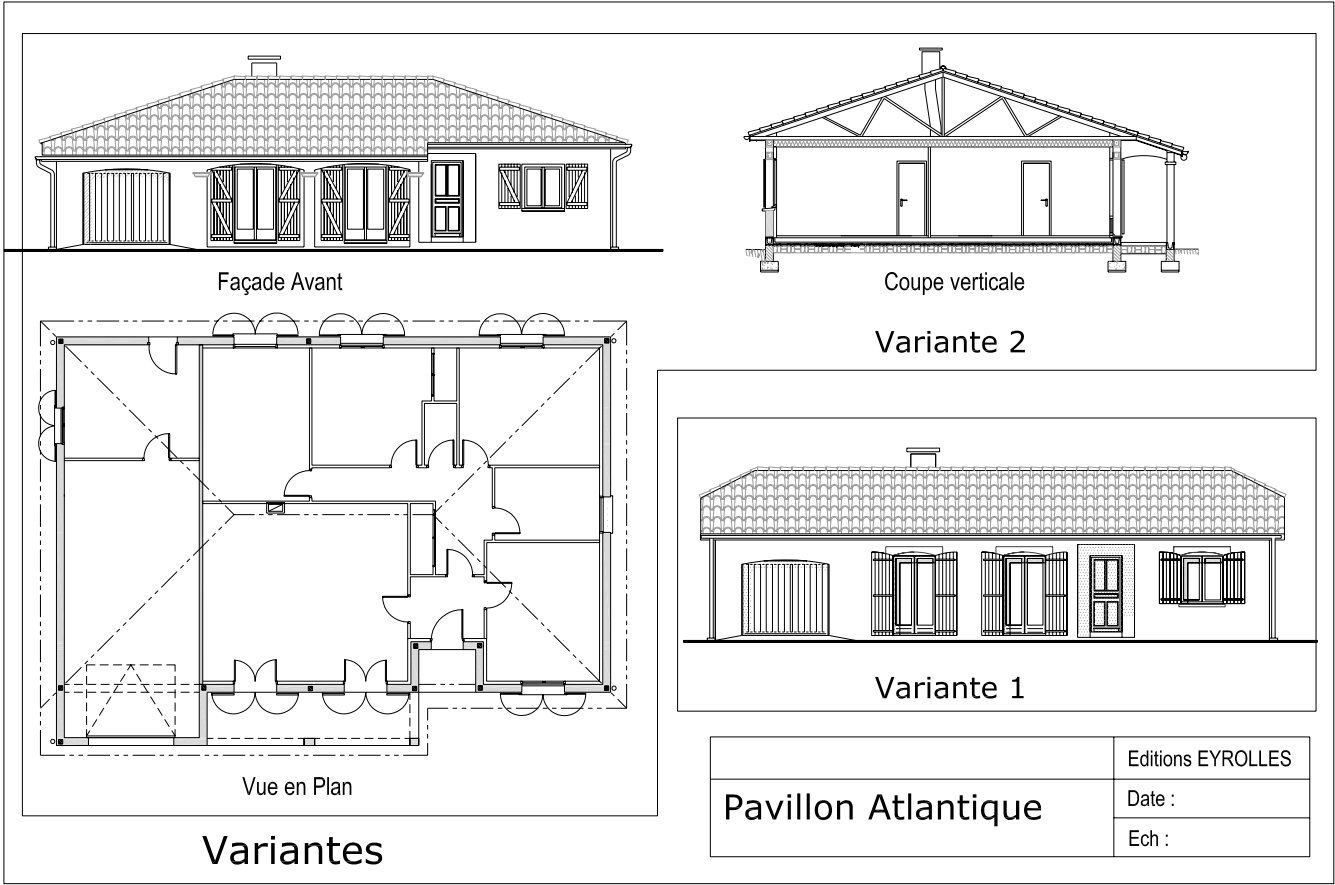 Façade Avant
Coupe verticale
Variante 2
Vue en Plan
Variante 1
Variantes
Pavillon Atlantique
Editions EYROLLES
Date :
Ech :